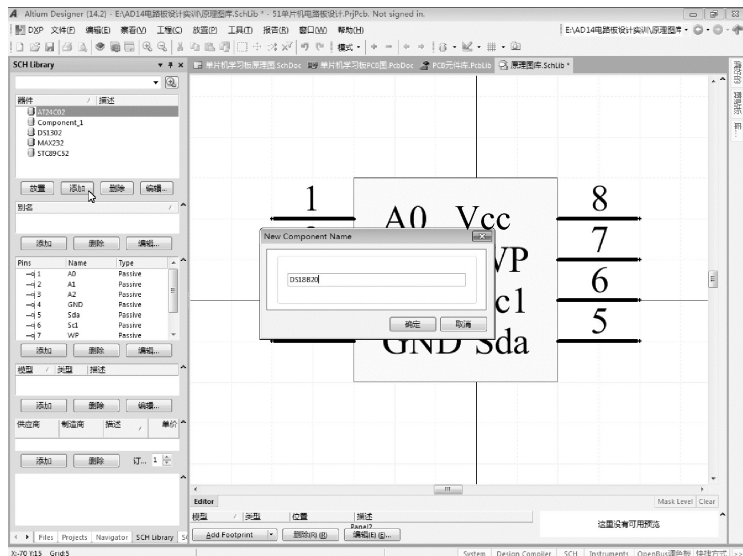 Altium Designer (14.2) - E:\AD14电路板设计实训\原理图库.SchLib * - 51单片机电路板设计.PrjPcb. Not signed in.
DXP 文件(F) 编辑(E) 察看(V) 工程(C) 放置(P) 工具(T) 报告(R) 窗口(W) 帮助(H) E:\AD14电路板设计实训\原理图库
模式
SCH Library 单片机学习板原理图.SchDoc 单片机学习板PCB图.PcbDoc PCB元件库.PcbLib 原理图库.SchLib *
器件 / 描述
AT24C02
Component_1
DS1302
MAX232
STC89C52
放置 添加 删除 编辑...
别名
添加 删除 编辑...
Pins Name Type
1 A0 Passive
2 A1 Passive
3 A2 Passive
4 GND Passive
5 Sda Passive
6 Scl Passive
7 WP Passive
添加 删除 编辑...
模型 / 类型 描述
添加 删除 编辑...
供应商 制造商 描述 / 单价
添加 删除 订... 1
1 A0 Vcc 8
7
New Component Name
DS18B20
确定 取消
6
5
GND Sda
Editor Mask Level Clear
模型 / 类型 位置 描述
Panel2
Add Footprint 删除(R) (R) 编辑(E) (E)...
这里没有可用预览
Files Projects Navigator SCH Library
X:-70 Y:15 Grid:5 System Design Compiler SCH Instruments OpenBus调色板 快捷方式 >>